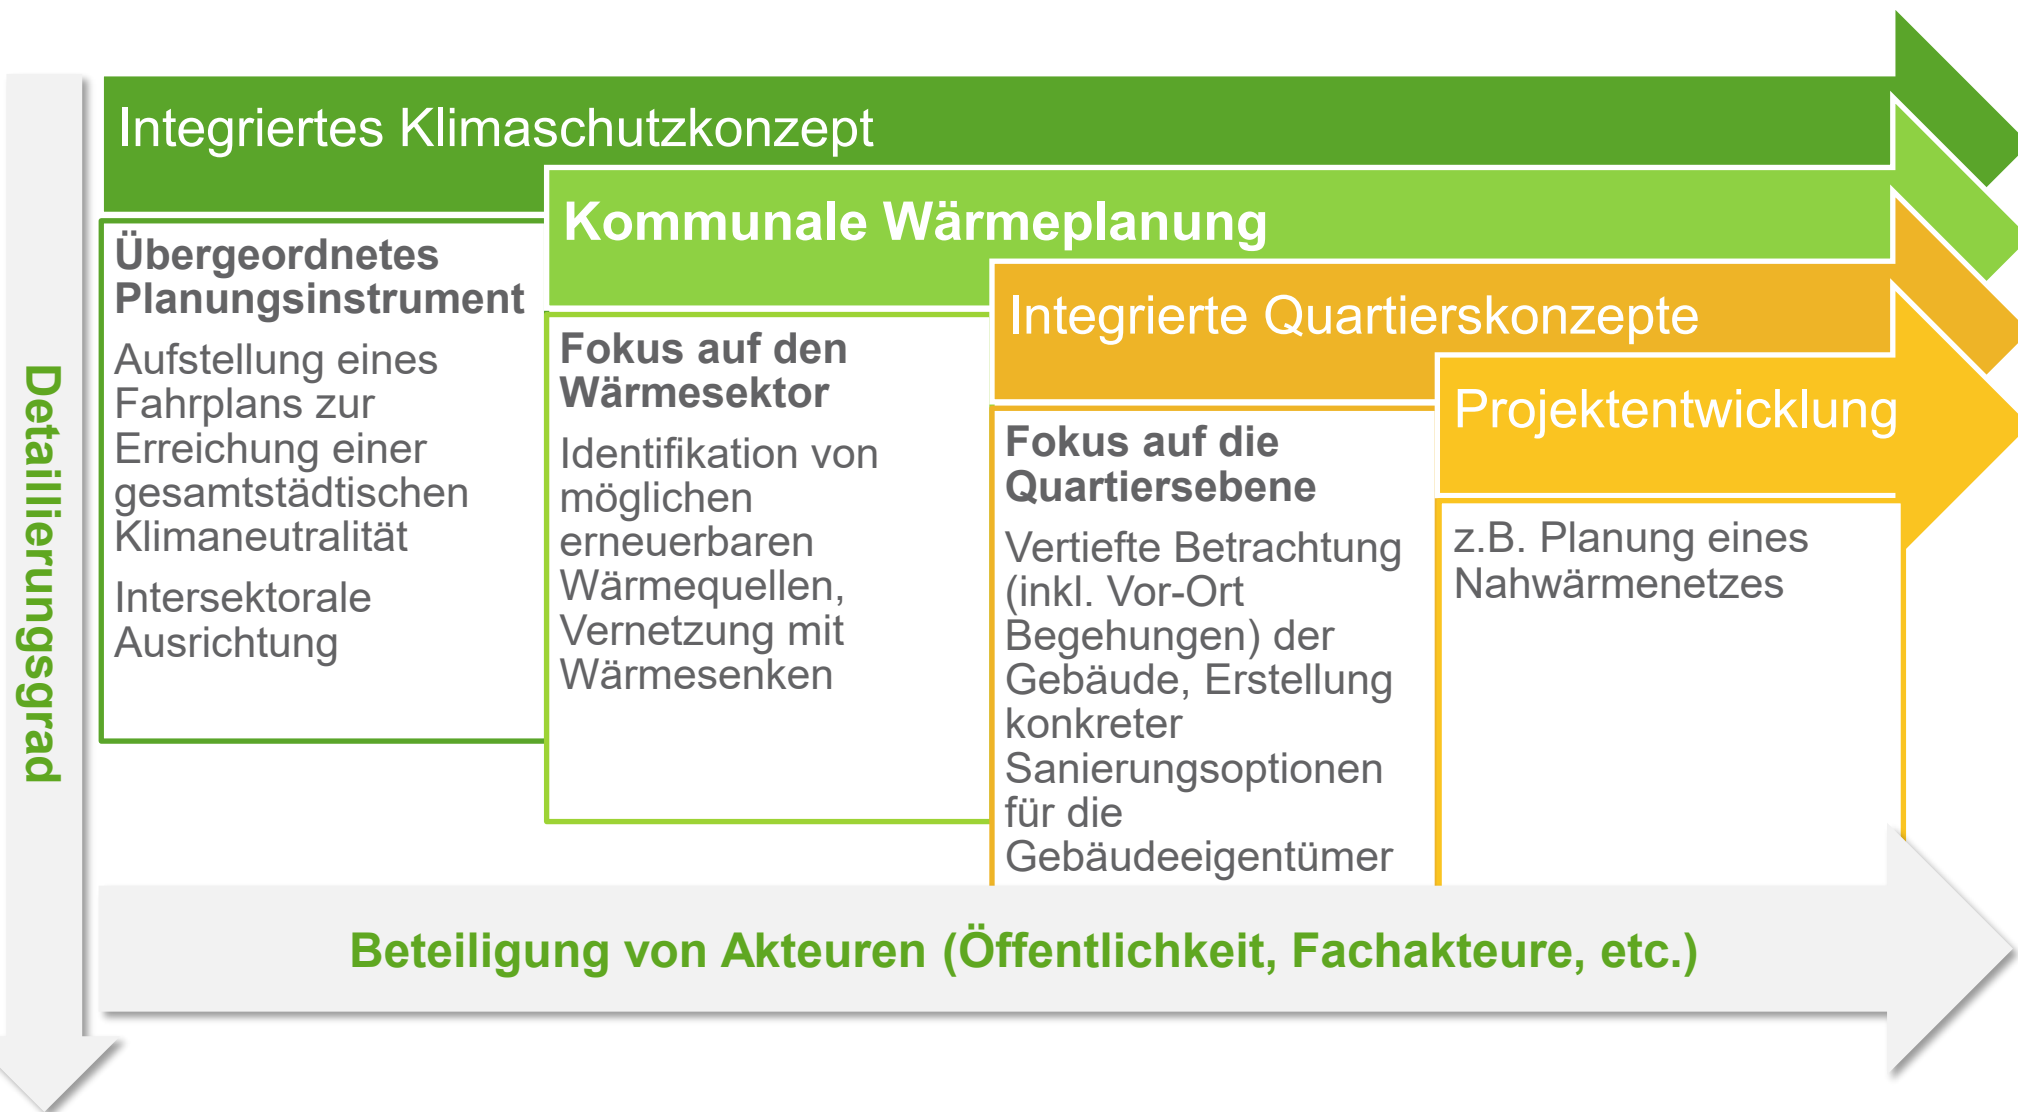 Integriertes Klimaschutzkonzept
Übergeordnetes
Planungsinstrument
Aufstellung eines
Fahrplans zur
Erreichung einer
gesamtstädtischen
Klimaneutralität
Intersektorale
Ausrichtung
Kommunale Wärmeplanung
Fokus auf den
Wärmesektor
Identifikation von
möglichen
erneuerbaren
Wärmequellen,
Vernetzung mit
Wärmesenken
Integrierte Quartierskonzepte
Fokus auf die
Quartiersebene
Vertiefte Betrachtung
(inkl. Vor-Ort
Begehungen) der
Gebäude, Erstellung
konkreter
Sanierungsoptionen
für die
Gebäudeeigentümer
Projektentwicklung
z.B. Planung eines
Nahwärmenetzes
Detaillierungsgrad
Beteiligung von Akteuren (Öffentlichkeit, Fachakteure, etc.)